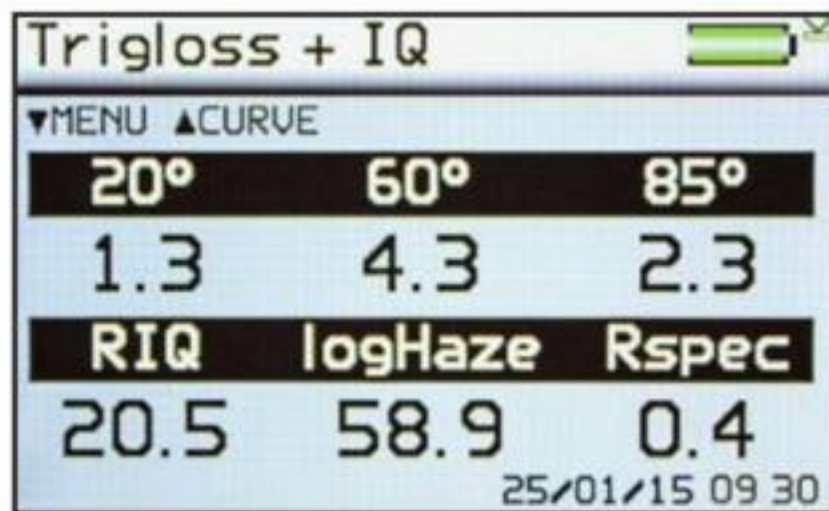 Trigloss + IQ
▼MENU ▲CURVE
20° 60° 85°
1.3 4.3 2.3
RIQ logHaze Rspec
20.5 58.9 0.4
25/01/15 09 30